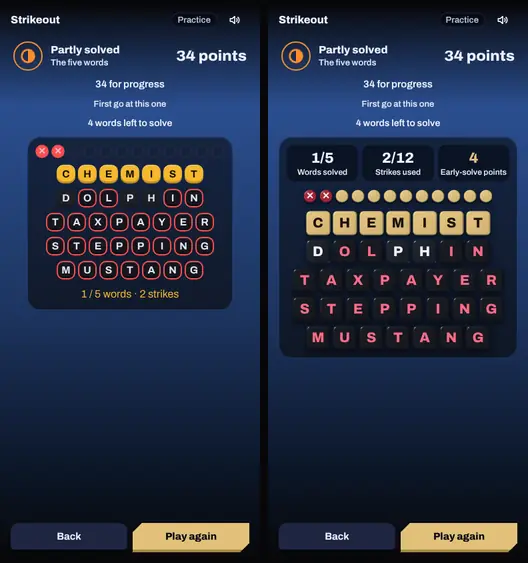 Strikeout
Practice
Partly solved
The five words
34 points
34 for progress
First go at this one
4 words left to solve
CHEMIST
DOLPHIN
TAXPAYER
STEPPING
MUSTANG
1 / 5 words · 2 strikes
Back
Play again
Strikeout
Practice
Partly solved
The five words
34 points
34 for progress
First go at this one
4 words left to solve
1/5
Words solved
2/12
Strikes used
4
Early-solve points
CHEMIST
DOLPHIN
TAXPAYER
STEPPING
MUSTANG
Back
Play again